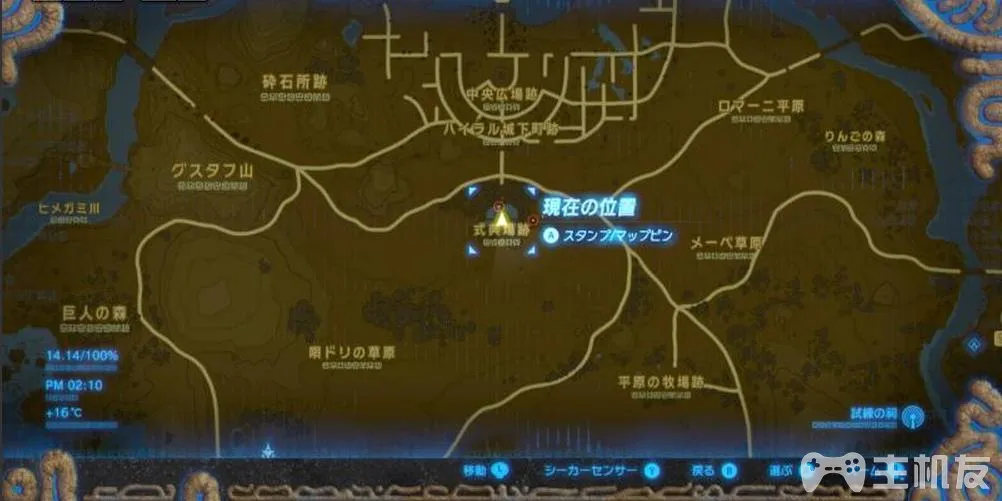 砕石所跡
中央広場跡
ハイラル城下町跡
ロマーニ平原
りんごの森
グスタフ山
ヒメガミ川
現在の位置
Ⓐ スタンプ/マップピン
式典場跡
メーベ草原
巨人の森
14.14/100%
唄ドリの草原
PM 02:10
平原の牧場跡
+16℃
試練の祠
移動 Ⓛ シーカーセンサー Ⓨ 戻る Ⓑ 選ぶ
主机友